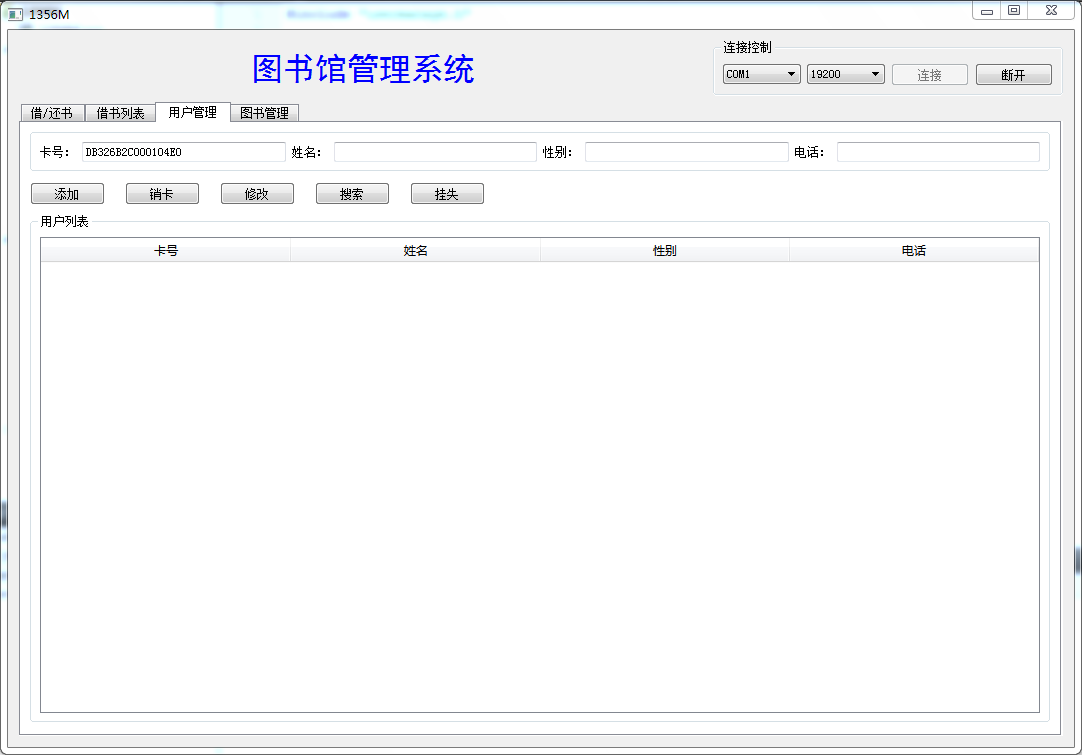 1356M
图书馆管理系统
连接控制
COM1 19200 连接 断开
借/还书 借书列表 用户管理 图书管理
卡号: DB326B2C000104E0 姓名: 性别: 电话:
添加 销卡 修改 搜索 挂失
用户列表
卡号 姓名 性别 电话